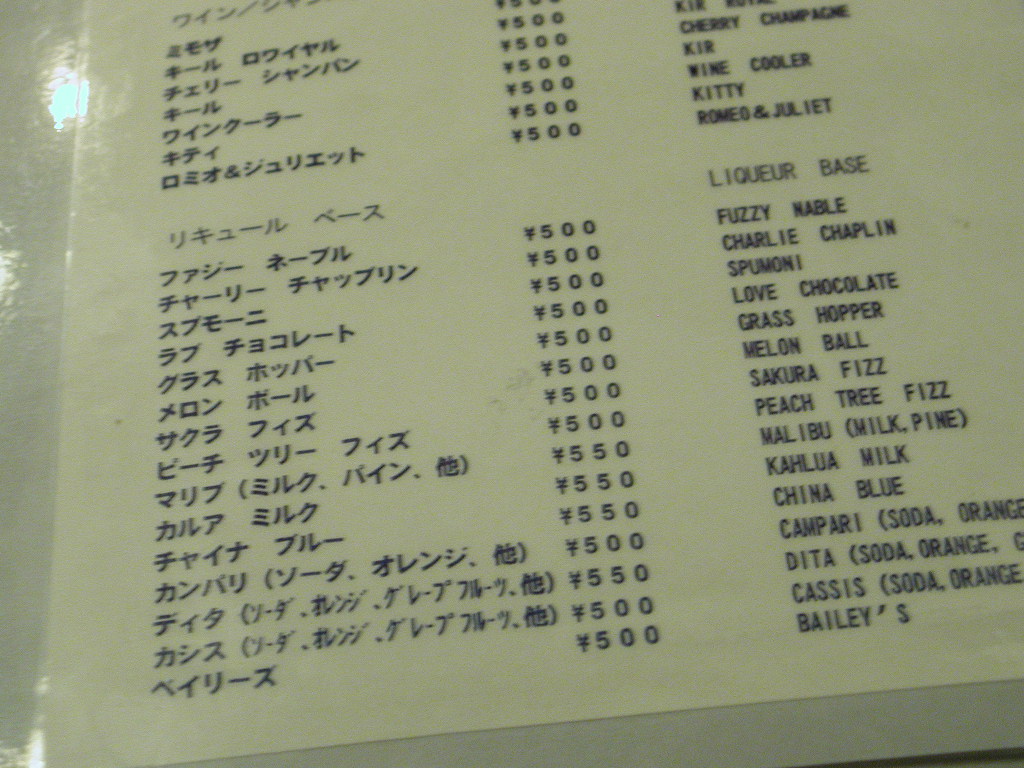 ワイン／シャン
ミモザ ¥500
キール ロワイヤル ¥500 KIR ROYAL
チェリー シャンパン ¥500 CHERRY CHAMPAGNE
キール ¥500 KIR
ワインクーラー ¥500 WINE COOLER
キティ ¥500 KITTY
ロミオ＆ジュリエット ¥500 ROMEO＆JULIET
リキュール ベース LIQUEUR BASE
ファジー ネーブル ¥500 FUZZY NABLE
チャーリー チャップリン ¥500 CHARLIE CHAPLIN
スプモーニ ¥500 SPUMONI
ラブ チョコレート ¥500 LOVE CHOCOLATE
グラス ホッパー ¥500 GRASS HOPPER
メロン ボール ¥500 MELON BALL
サクラ フィズ ¥500 SAKURA FIZZ
ピーチ ツリー フィズ ¥500 PEACH TREE FIZZ
マリブ（ミルク、パイン、他） ¥550 MALIBU (MILK,PINE)
カルア ミルク ¥550 KAHLUA MILK
チャイナ ブルー ¥550 CHINA BLUE
カンパリ（ソーダ、オレンジ、他） ¥500 CAMPARI (SODA, ORANGE
ディタ（ｿｰﾀﾞ、ｵﾚﾝｼﾞ、ｸﾞﾚｰﾌﾟﾌﾙｰﾂ、他） ¥550 DITA (SODA,ORANGE, G
カシス（ｿｰﾀﾞ、ｵﾚﾝｼﾞ、ｸﾞﾚｰﾌﾟﾌﾙｰﾂ、他） ¥500 CASSIS (SODA,ORANGE
ベイリーズ ¥500 BAILEY'S